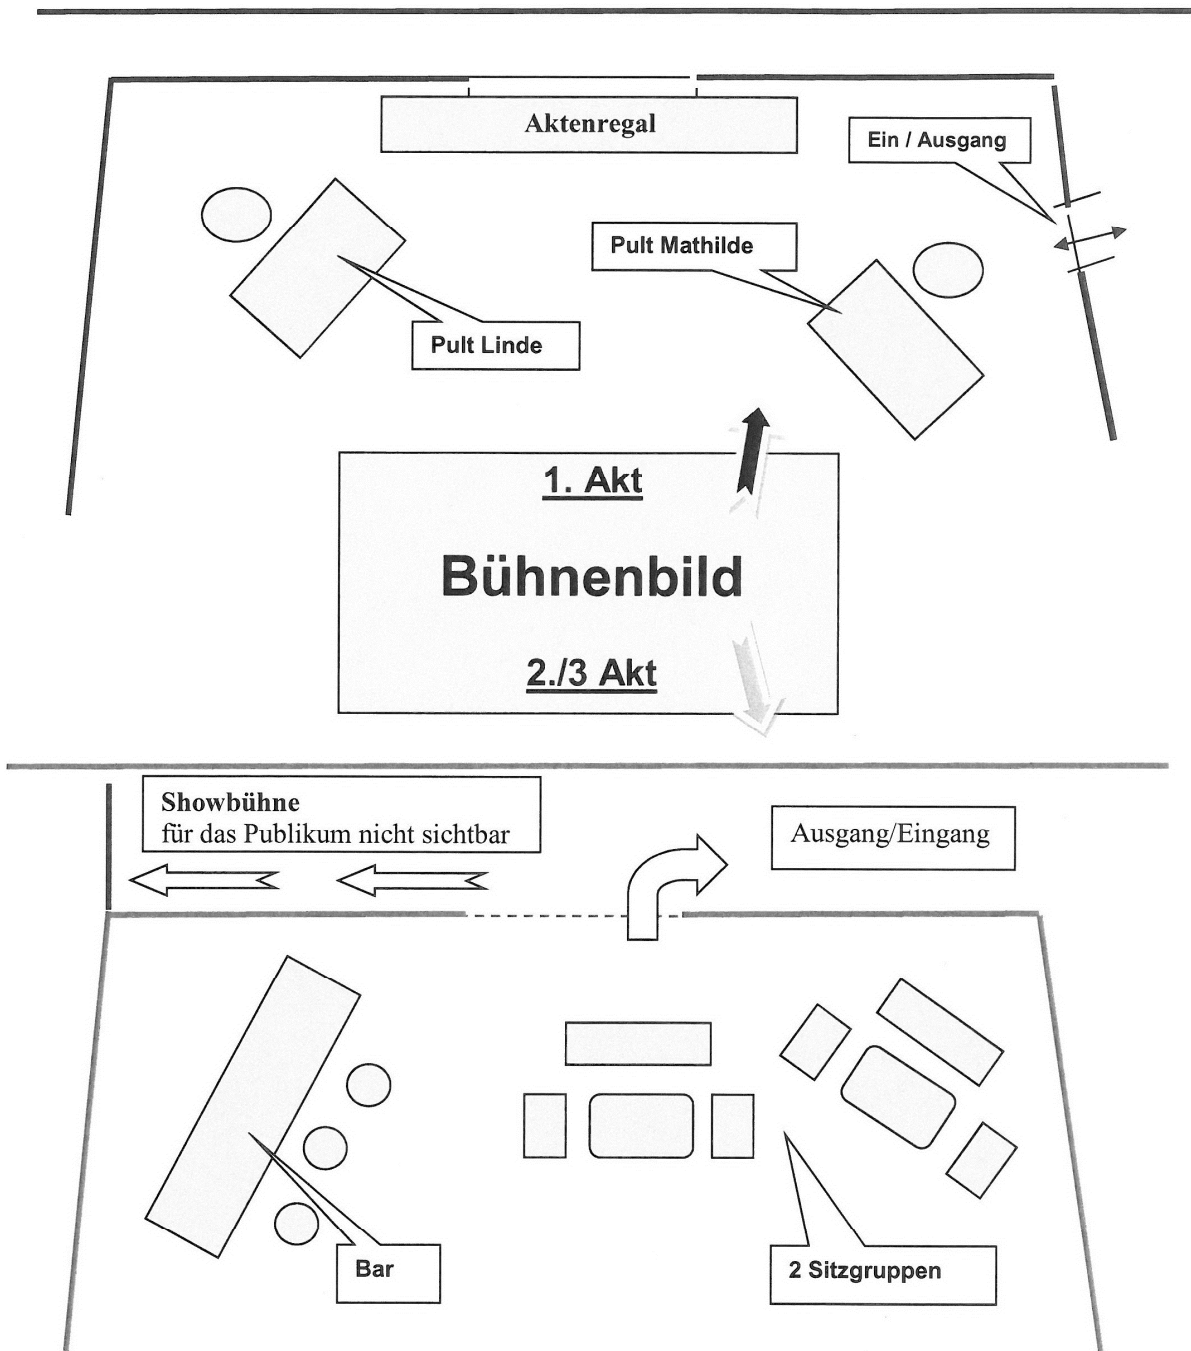 Aktenregal
Ein / Ausgang
Pult Mathilde
Pult Linde
1. Akt
Bühnenbild
2./3 Akt
Showbühne
für das Publikum nicht sichtbar
Ausgang/Eingang
Bar
2 Sitzgruppen